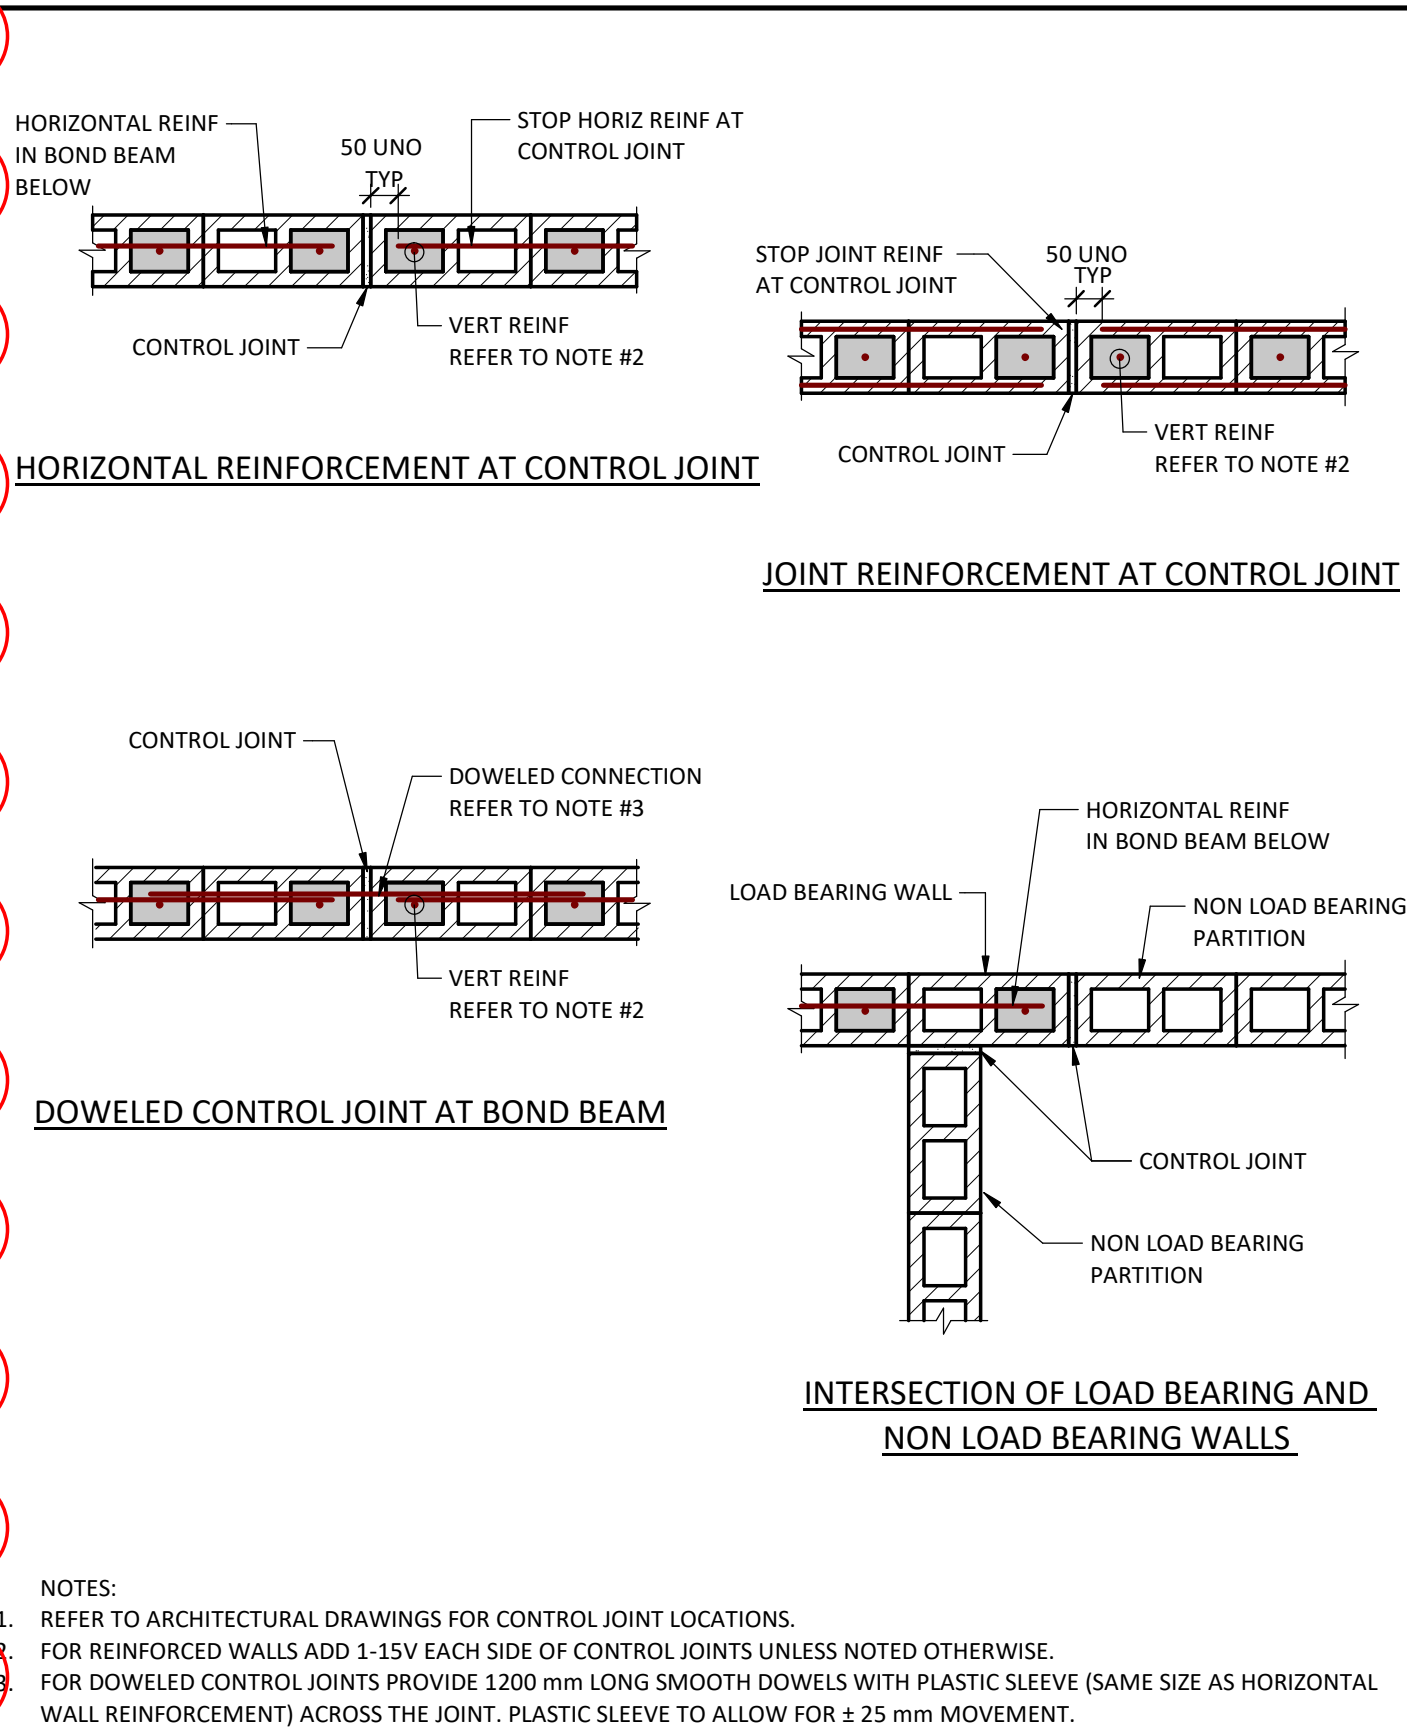 HORIZONTAL REINF
IN BOND BEAM
BELOW
50 UNO
TYP
STOP HORIZ REINF AT
CONTROL JOINT
CONTROL JOINT
VERT REINF
REFER TO NOTE #2
HORIZONTAL REINFORCEMENT AT CONTROL JOINT
STOP JOINT REINF
AT CONTROL JOINT
50 UNO
TYP
CONTROL JOINT
VERT REINF
REFER TO NOTE #2
JOINT REINFORCEMENT AT CONTROL JOINT
CONTROL JOINT
DOWELED CONNECTION
REFER TO NOTE #3
VERT REINF
REFER TO NOTE #2
DOWELED CONTROL JOINT AT BOND BEAM
HORIZONTAL REINF
IN BOND BEAM BELOW
LOAD BEARING WALL
NON LOAD BEARING
PARTITION
CONTROL JOINT
NON LOAD BEARING
PARTITION
INTERSECTION OF LOAD BEARING AND
NON LOAD BEARING WALLS
NOTES:
1. REFER TO ARCHITECTURAL DRAWINGS FOR CONTROL JOINT LOCATIONS.
2. FOR REINFORCED WALLS ADD 1-15V EACH SIDE OF CONTROL JOINTS UNLESS NOTED OTHERWISE.
3. FOR DOWELED CONTROL JOINTS PROVIDE 1200 mm LONG SMOOTH DOWELS WITH PLASTIC SLEEVE (SAME SIZE AS HORIZONTAL
WALL REINFORCEMENT) ACROSS THE JOINT. PLASTIC SLEEVE TO ALLOW FOR ± 25 mm MOVEMENT.